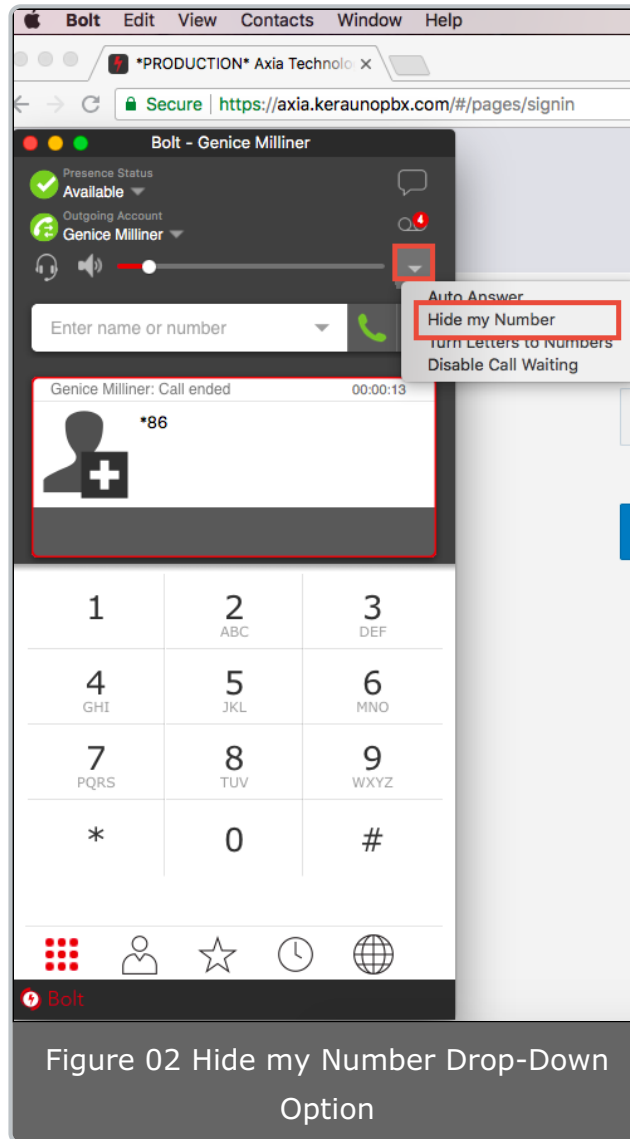 Bolt Edit View Contacts Window Help
*PRODUCTION* Axia Technolo
Secure | https://axia.keraunopbx.com/#/pages/signin
Bolt - Genice Milliner
Presence Status
Available
Outgoing Account
4
Genice Milliner
Auto Answer
Hide my Number
Turn Letters to Numbers
Disable Call Waiting
Enter name or number
Genice Milliner: Call ended 00:00:13
*86
1 2 3
ABC DEF
4 5 6
GHI JKL MNO
7 8 9
PQRS TUV WXYZ
* 0 #
Bolt
Figure 02 Hide my Number Drop-Down
Option